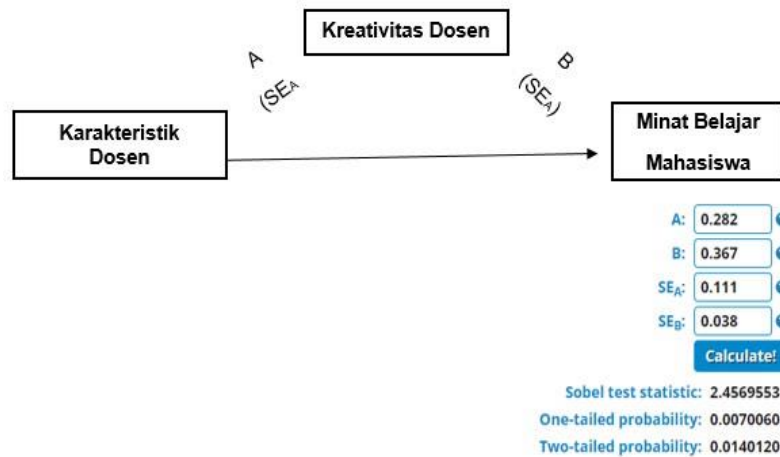 Kreativitas Dosen
A
(SEA
B
(SEA)
Karakteristik
Dosen
Minat Belajar
Mahasiswa
A: 0.282
B: 0.367
SEA: 0.111
SEB: 0.038
Calculate!
Sobel test statistic: 2.4569553
One-tailed probability: 0.0070060
Two-tailed probability: 0.0140120